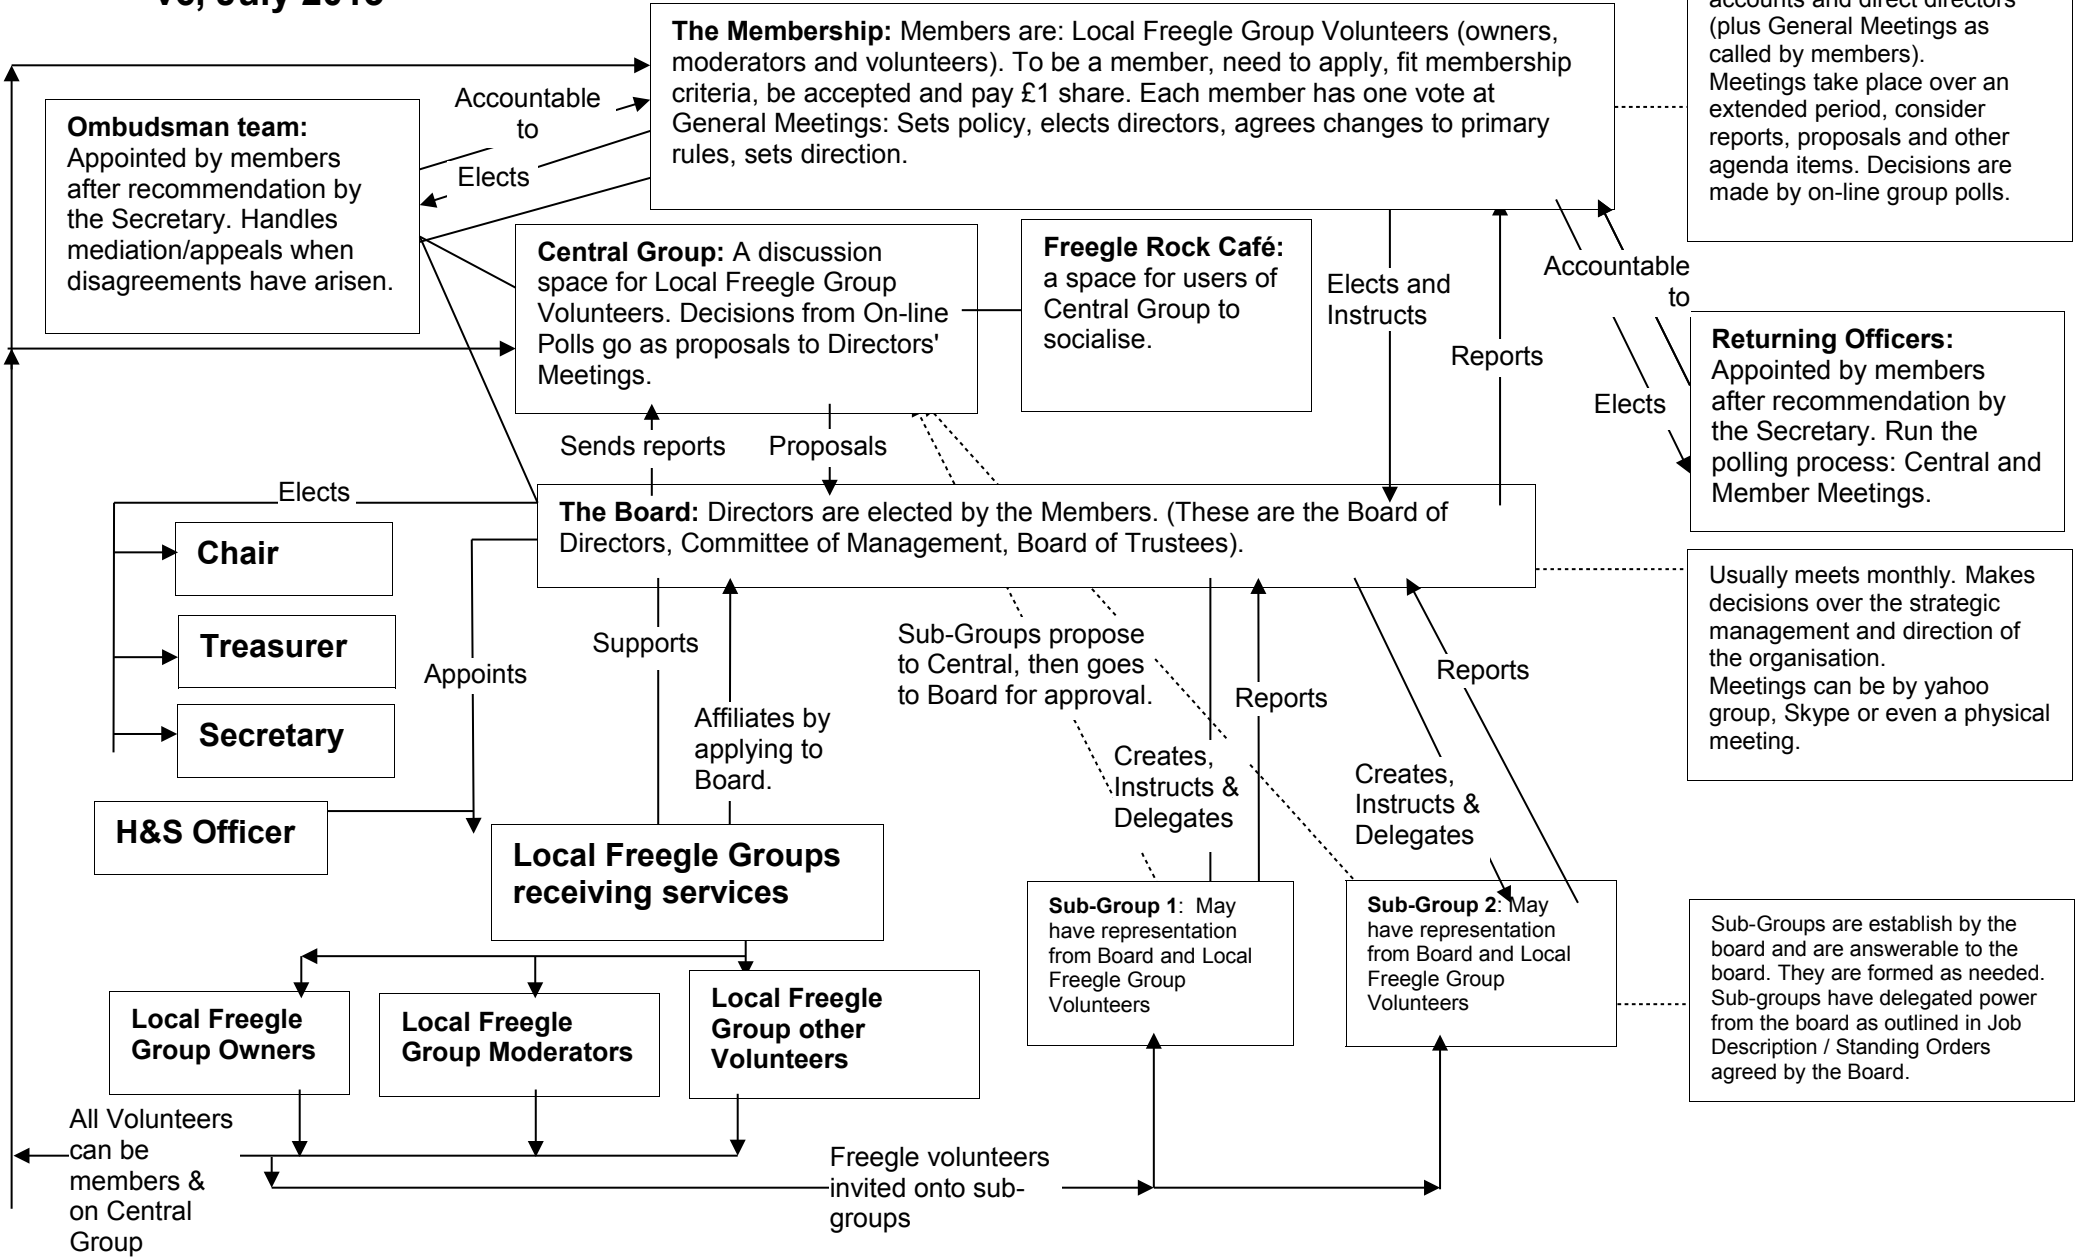 The Membership: Members are: Local Freegle Group Volunteers (owners,
moderators and volunteers). To be a member, need to apply, fit membership
criteria, be accepted and pay £1 share. Each member has one vote at
General Meetings: Sets policy, elects directors, agrees changes to primary
rules, sets direction.
accounts and direct directors
(plus General Meetings as
called by members).
Meetings take place over an
extended period, consider
reports, proposals and other
agenda items. Decisions are
made by on-line group polls.
Accountable
to
Elects
Ombudsman team:
Appointed by members
after recommendation by
the Secretary. Handles
mediation/appeals when
disagreements have arisen.
Central Group: A discussion
space for Local Freegle Group
Volunteers. Decisions from On-line
Polls go as proposals to Directors'
Meetings.
Freegle Rock Café:
a space for users of
Central Group to
socialise.
Elects and
Instructs
Reports
Accountable
to
Elects
Returning Officers:
Appointed by members
after recommendation by
the Secretary. Run the
polling process: Central and
Member Meetings.
Sends reports
Proposals
Elects
The Board: Directors are elected by the Members. (These are the Board of
Directors, Committee of Management, Board of Trustees).
Chair
Treasurer
Secretary
H&S Officer
Appoints
Supports
Affiliates by
applying to
Board.
Sub-Groups propose
to Central, then goes
to Board for approval.
Reports
Reports
Creates,
Instructs &
Delegates
Creates,
Instructs &
Delegates
Usually meets monthly. Makes
decisions over the strategic
management and direction of
the organisation.
Meetings can be by yahoo
group, Skype or even a physical
meeting.
Local Freegle Groups
receiving services
Sub-Group 1: May
have representation
from Board and Local
Freegle Group
Volunteers
Sub-Group 2: May
have representation
from Board and Local
Freegle Group
Volunteers
Sub-Groups are establish by the
board and are answerable to the
board. They are formed as needed.
Sub-groups have delegated power
from the board as outlined in Job
Description / Standing Orders
agreed by the Board.
Local Freegle
Group Owners
Local Freegle
Group Moderators
Local Freegle
Group other
Volunteers
All Volunteers
can be
members &
on Central
Group
Freegle volunteers
invited onto sub-
groups